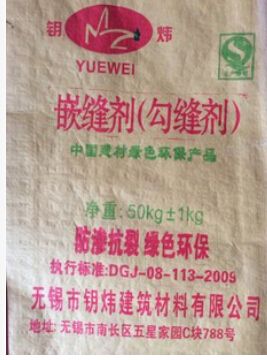 钥 炜
YUEWEI
嵌缝剂(勾缝剂)
中国建材绿色环保产品
净重:50kg±1kg
防渗抗裂 绿色环保
执行标准:DGJ-08-113-2009
无锡市钥炜建筑材料有限公司
地址:无锡市南长区五星家园C块788号